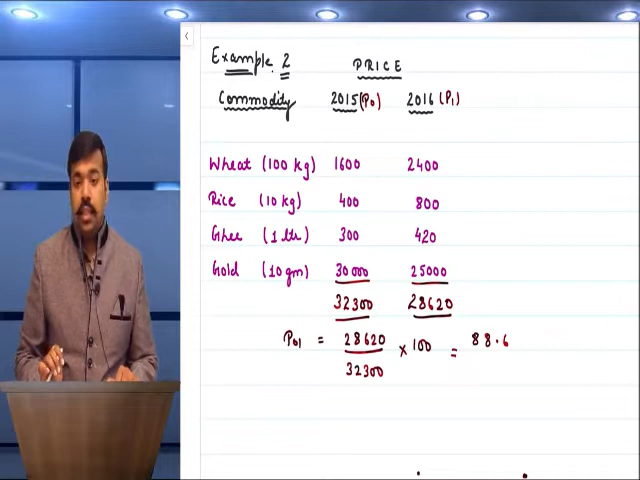 Example 2 PRICE
Commodity 2015 (P0) 2016 (P1)
Wheat (100 kg) 1600 2400
Rice (10 kg) 400 800
Ghee (1 ltr) 300 420
Gold (10 gm) 30000 25000
32300 28620
P01 = 28620 × 100 = 88.6
32300